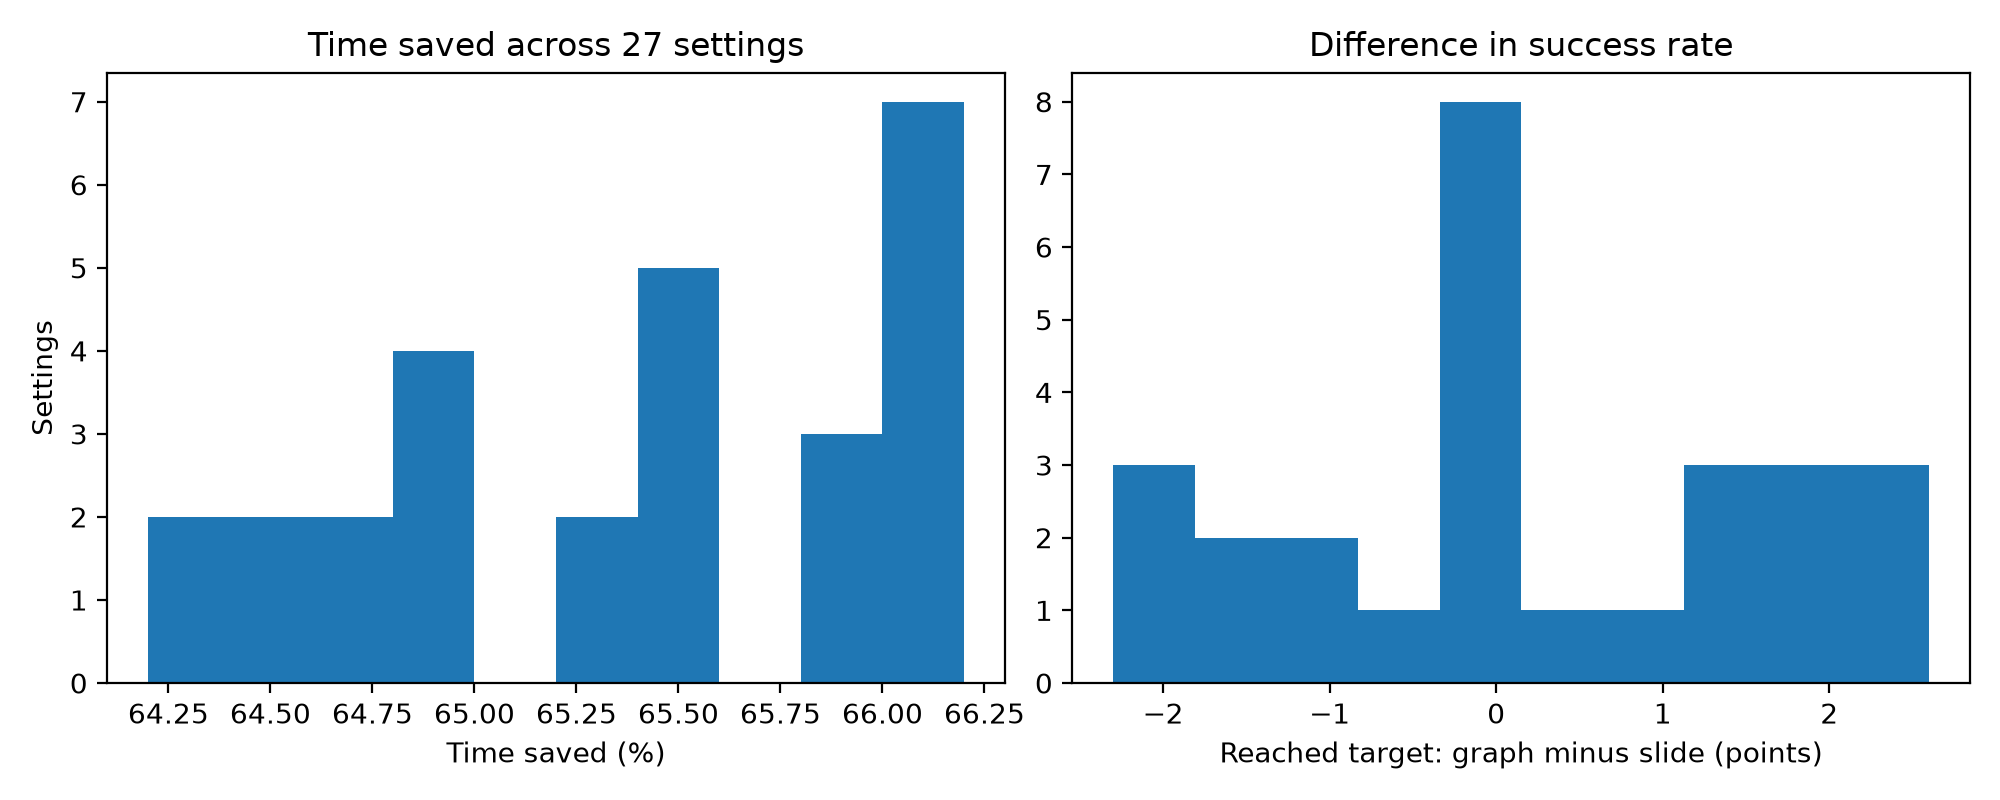 Time saved across 27 settings
7
6
5
4
3
2
1
0
Settings
64.25 64.50 64.75 65.00 65.25 65.50 65.75 66.00 66.25
Time saved (%)
Difference in success rate
8
7
6
5
4
3
2
1
0
−2 −1 0 1 2
Reached target: graph minus slide (points)